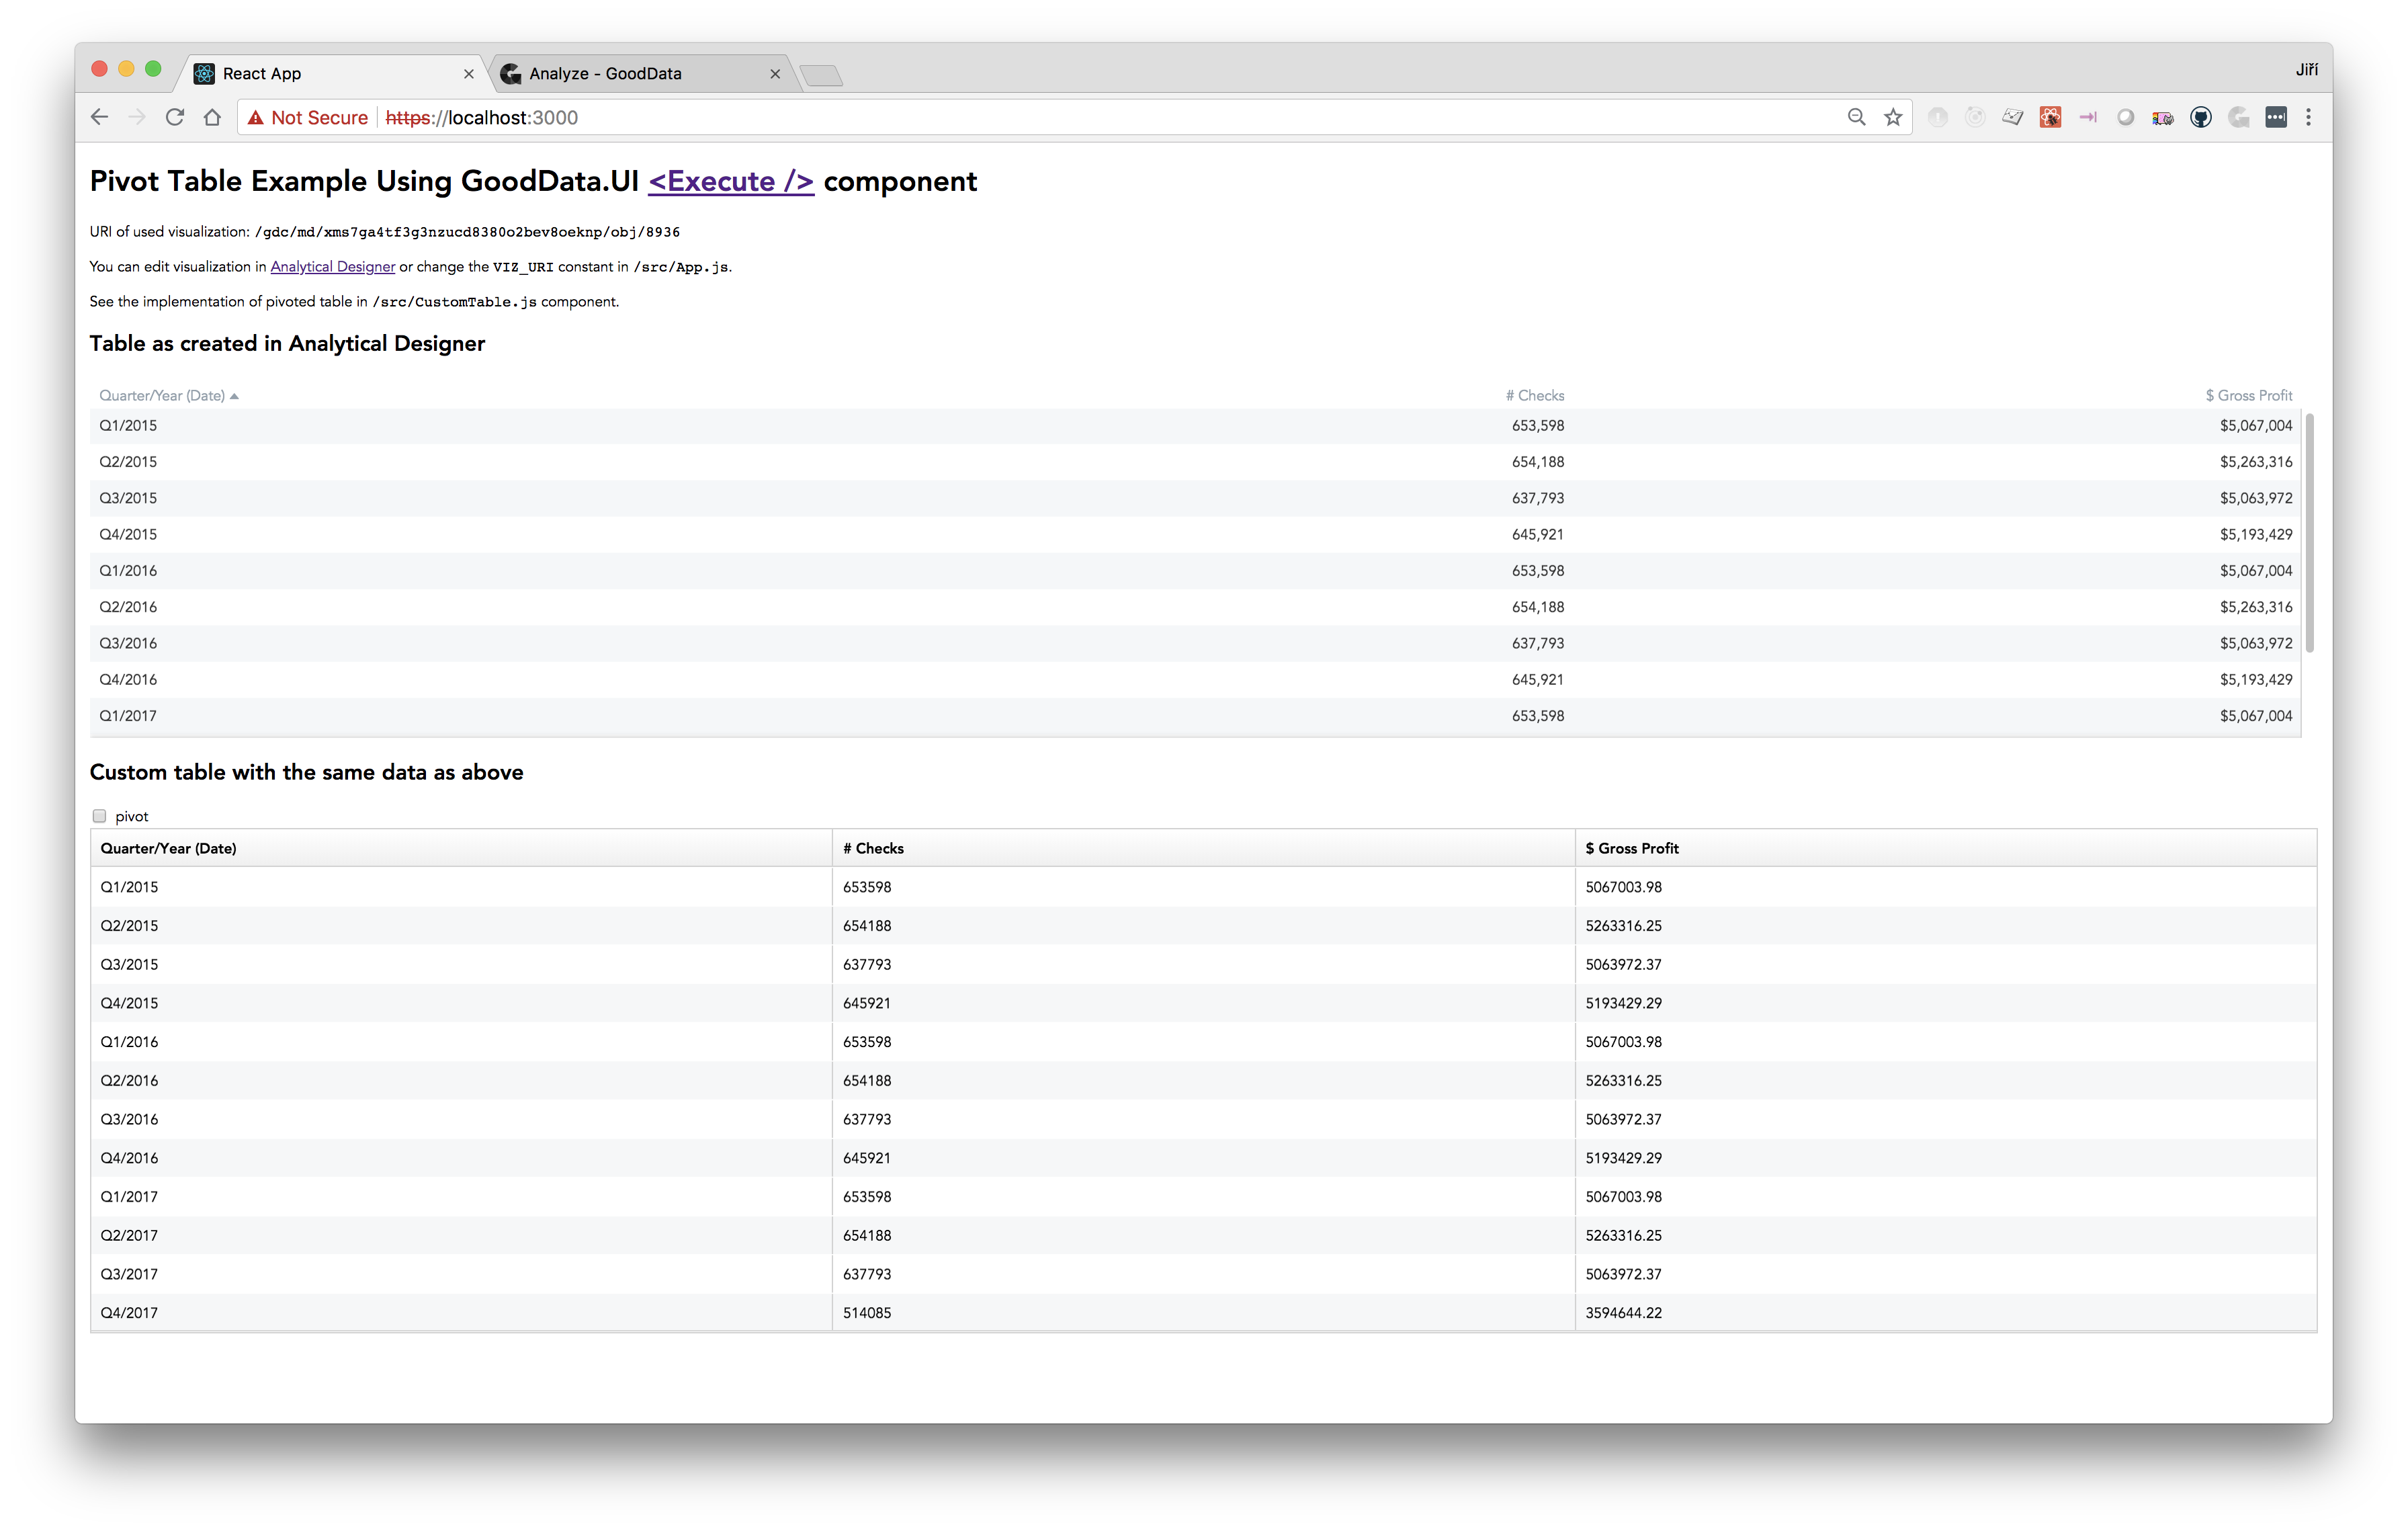 React App
Analyze - GoodData
Jiří
Not Secure https://localhost:3000
Pivot Table Example Using GoodData.UI <Execute /> component
URI of used visualization: /gdc/md/xms7ga4tf3g3nzucd8380o2bev8oeknp/obj/8936
You can edit visualization in Analytical Designer or change the VIZ_URI constant in /src/App.js.
See the implementation of pivoted table in /src/CustomTable.js component.
Table as created in Analytical Designer
Quarter/Year (Date) # Checks $ Gross Profit
Q1/2015 653,598 $5,067,004
Q2/2015 654,188 $5,263,316
Q3/2015 637,793 $5,063,972
Q4/2015 645,921 $5,193,429
Q1/2016 653,598 $5,067,004
Q2/2016 654,188 $5,263,316
Q3/2016 637,793 $5,063,972
Q4/2016 645,921 $5,193,429
Q1/2017 653,598 $5,067,004
Custom table with the same data as above
pivot
Quarter/Year (Date) # Checks $ Gross Profit
Q1/2015 653598 5067003.98
Q2/2015 654188 5263316.25
Q3/2015 637793 5063972.37
Q4/2015 645921 5193429.29
Q1/2016 653598 5067003.98
Q2/2016 654188 5263316.25
Q3/2016 637793 5063972.37
Q4/2016 645921 5193429.29
Q1/2017 653598 5067003.98
Q2/2017 654188 5263316.25
Q3/2017 637793 5063972.37
Q4/2017 514085 3594644.22